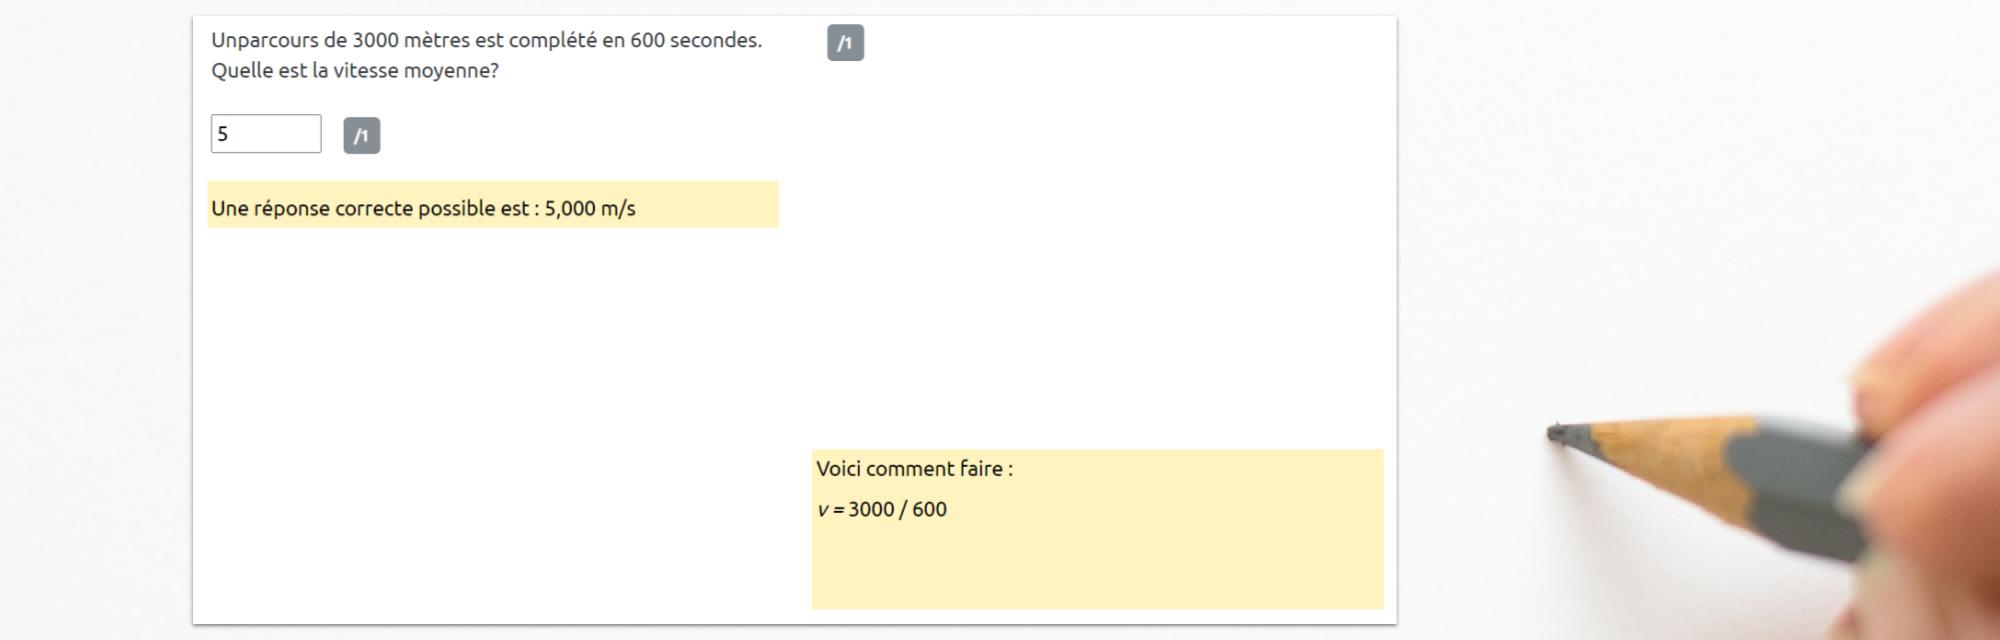 Unparcours de 3000 mètres est complété en 600 secondes.
Quelle est la vitesse moyenne?
/1
5
/1
Une réponse correcte possible est : 5,000 m/s
Voici comment faire :
v = 3000 / 600